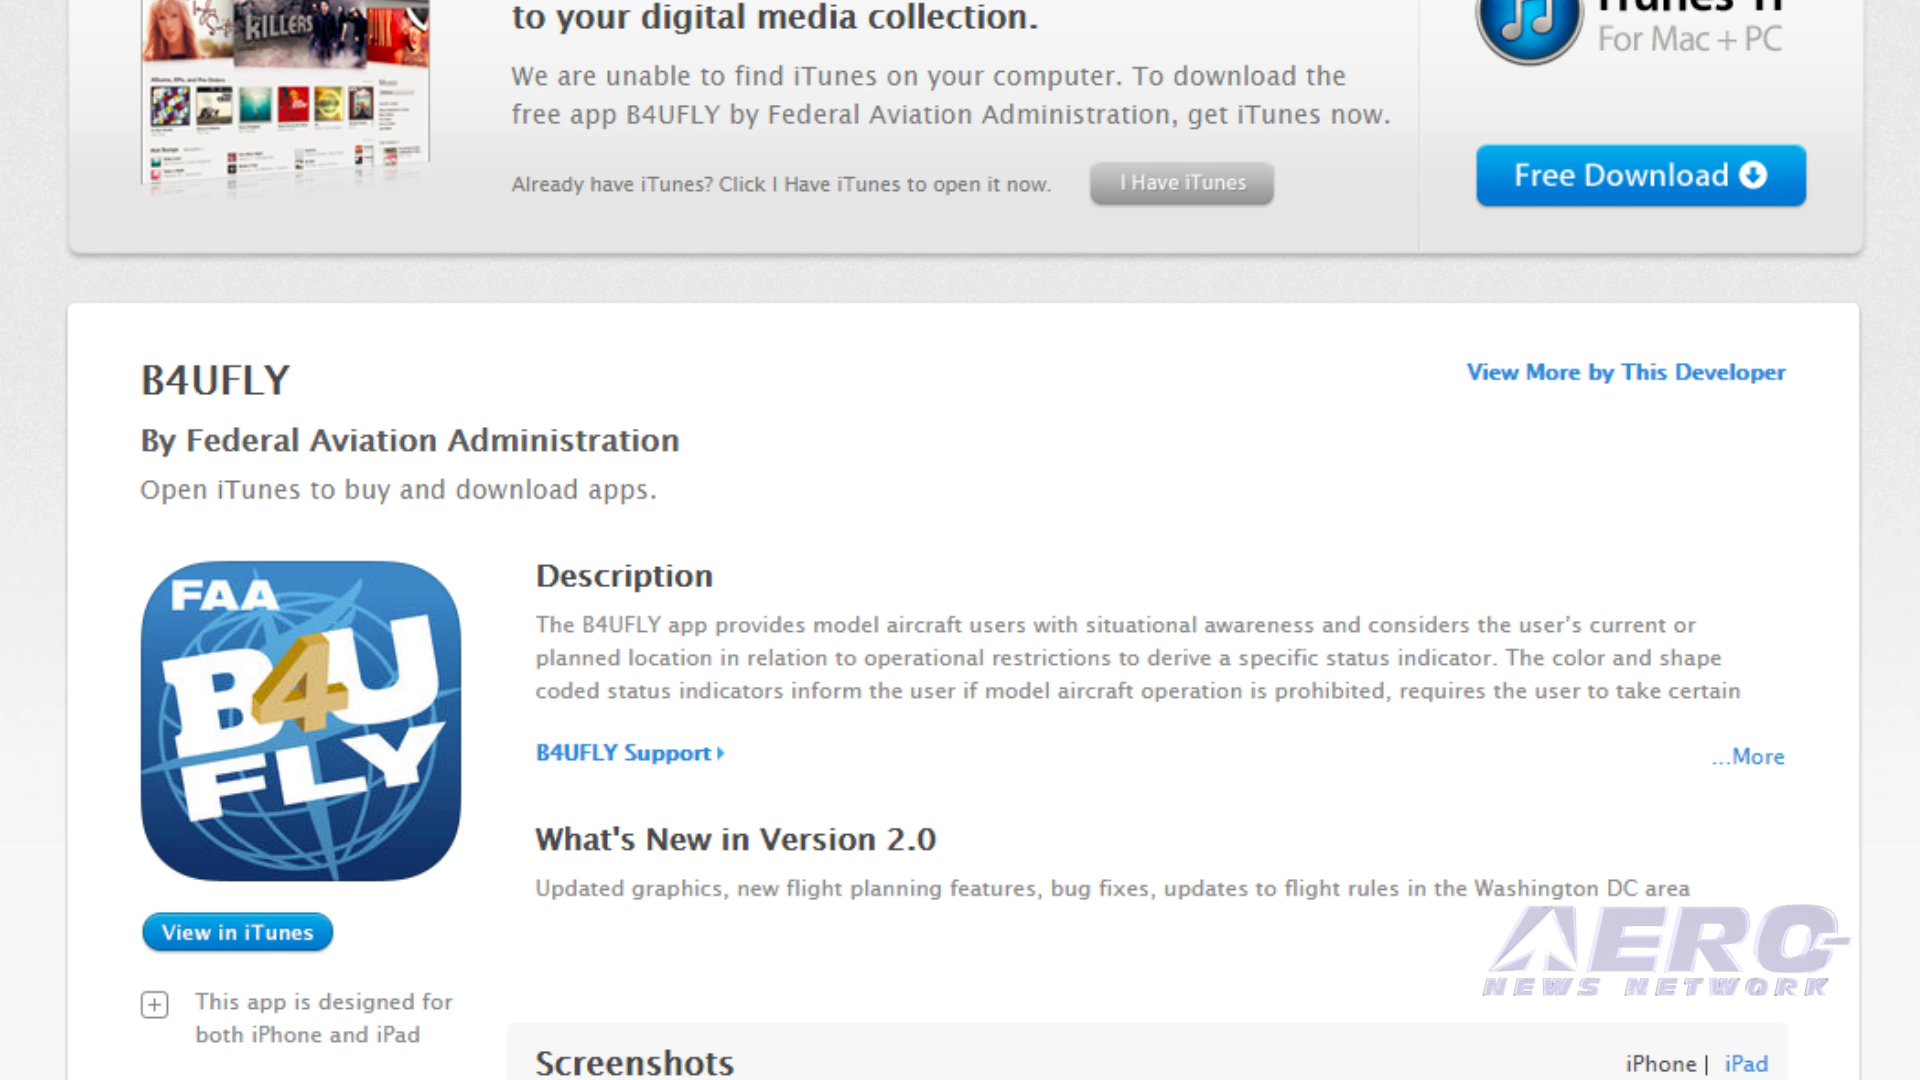 KILLERS
to your digital media collection.
For Mac + PC
We are unable to find iTunes on your computer. To download the
free app B4UFLY by Federal Aviation Administration, get iTunes now.
Already have iTunes? Click I Have iTunes to open it now.
I Have iTunes
Free Download
B4UFLY
View More by This Developer
By Federal Aviation Administration
Open iTunes to buy and download apps.
FAA
B4U
FLY
Description
The B4UFLY app provides model aircraft users with situational awareness and considers the user’s current or
planned location in relation to operational restrictions to derive a specific status indicator. The color and shape
coded status indicators inform the user if model aircraft operation is prohibited, requires the user to take certain
B4UFLY Support
...More
What's New in Version 2.0
Updated graphics, new flight planning features, bug fixes, updates to flight rules in the Washington DC area
View in iTunes
AERO-
NEWS NETWORK
This app is designed for
both iPhone and iPad
Screenshots
iPhone | iPad